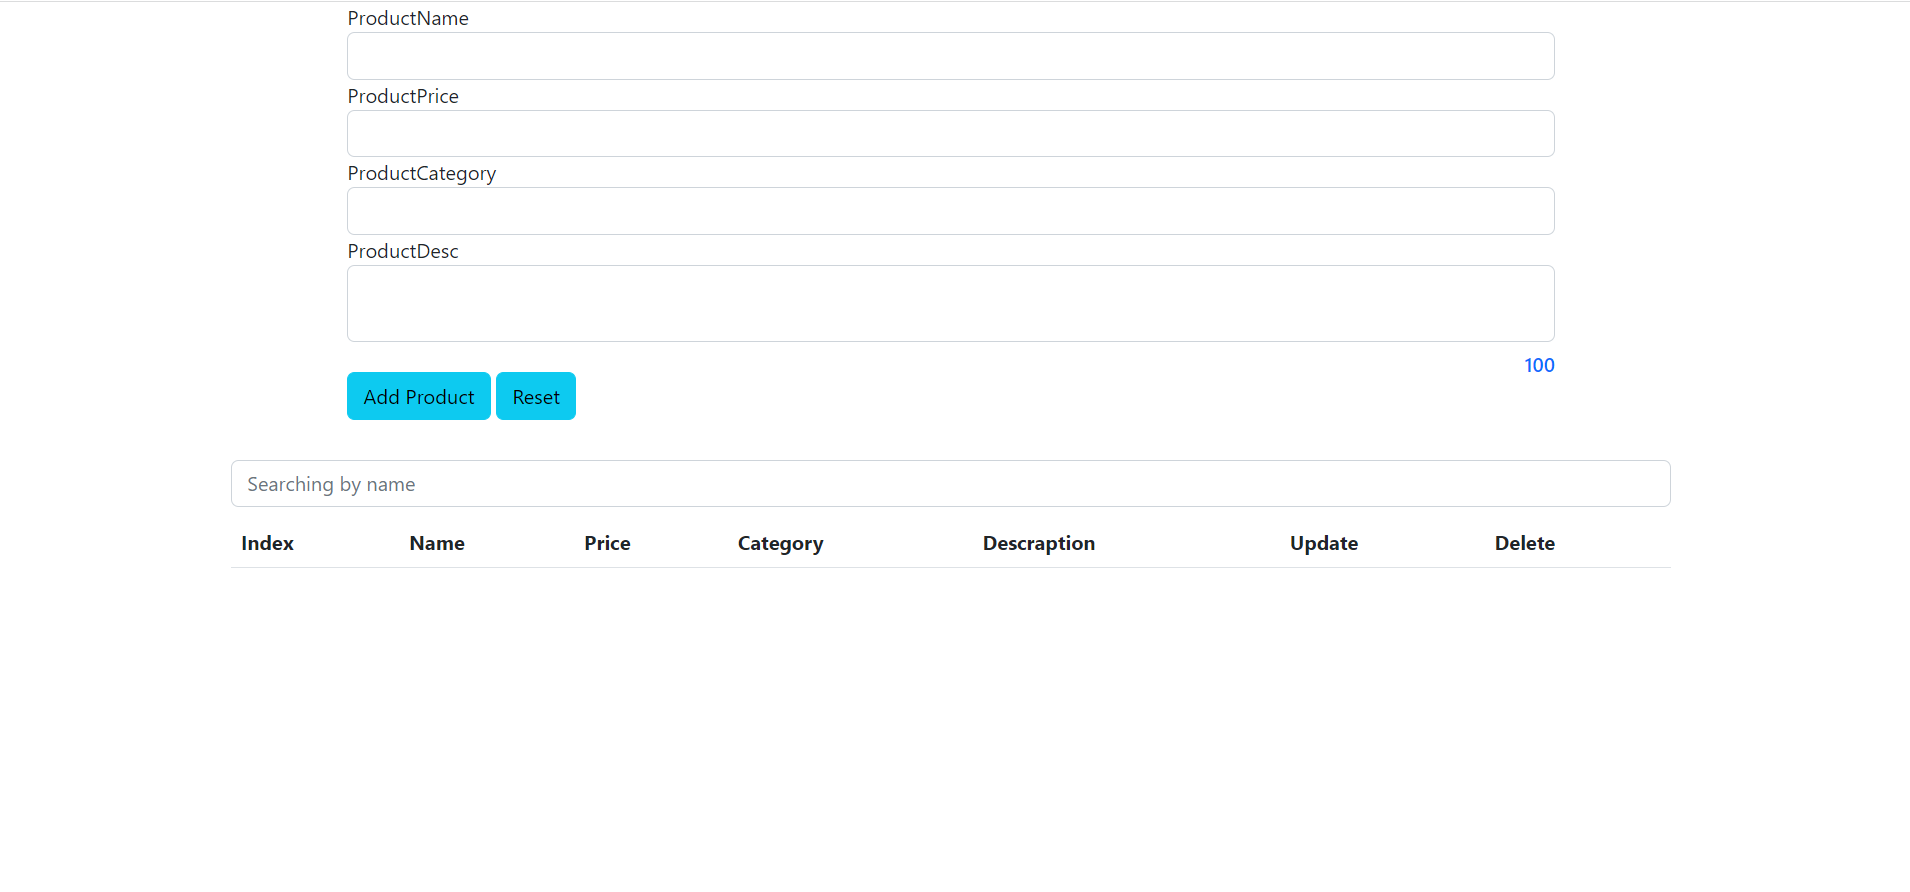 ProductName
ProductPrice
ProductCategory
ProductDesc
100
Add Product Reset
Searching by name
Index Name Price Category Descraption Update Delete